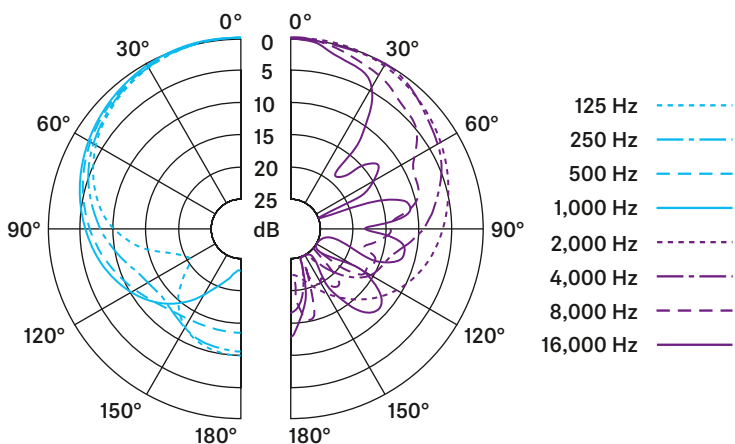 0° 0°
30° 0 30°
5
10
60° 15 60°
20
25
90° dB 90°
120° 120°
150° 150°
180° 180°
125 Hz
250 Hz
500 Hz
1,000 Hz
2,000 Hz
4,000 Hz
8,000 Hz
16,000 Hz